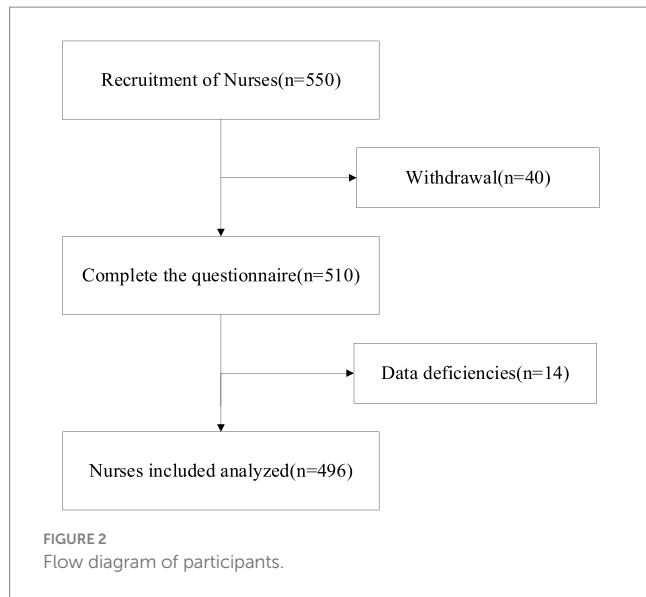 Recruitment of Nurses(n=550)
Withdrawal(n=40)
Complete the questionnaire(n=510)
Data deficiencies(n=14)
Nurses included analyzed(n=496)
FIGURE 2
Flow diagram of participants.